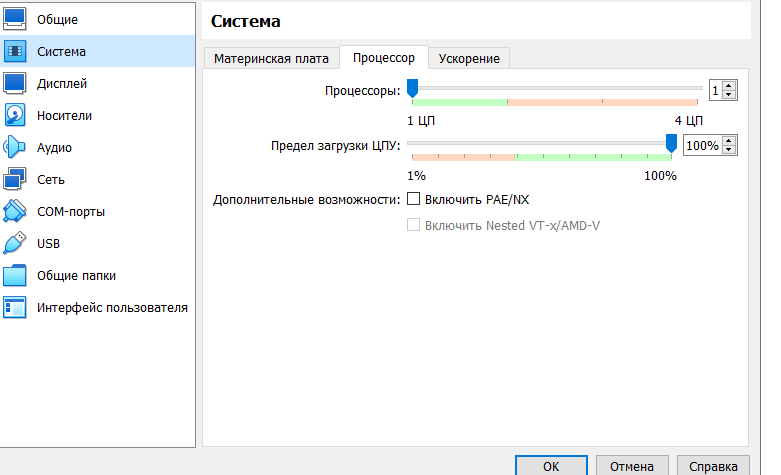 Общие
Система
Дисплей
Носители
Аудио
Сеть
COM-порты
USB
Общие папки
Интерфейс пользователя
Система
Материнская плата Процессор Ускорение
Процессоры: 1
1 ЦП 4 ЦП
Предел загрузки ЦПУ: 100%
1% 100%
Дополнительные возможности: Включить PAE/NX
Включить Nested VT-x/AMD-V
OK Отмена Справка